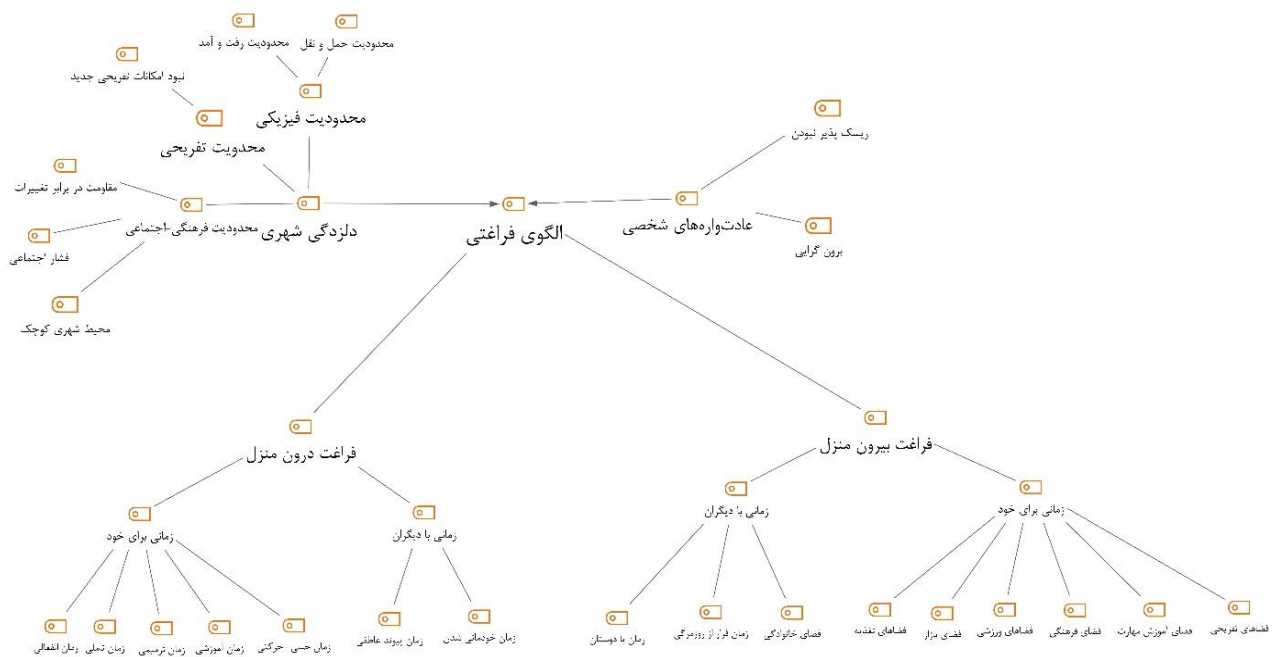 محدودیت حمل و نقل
محدودیت رفت و آمد
نبود امکانات تفریحی جدید
محدودیت فیزیکی
ریسک پذیر نبودن
محدویت تفریحی
مقاومت در برابر تغییرات
عادت‌واره‌های شخصی
الگوی فراغتی
دلزدگی شهری
محدودیت فرهنگی-اجتماعی
برون گرایی
فشار اجتماعی
محیط شهری کوچک
فراغت بیرون منزل
فراغت درون منزل
زمانی برای خود
زمانی با دیگران
زمانی با دیگران
زمانی برای خود
فضاهای تفریحی
فضای آموزش مهارت
فضای فرهنگی
فضاهای ورزشی
فضای بازار
فضاهای تغذیه
فضای خانوادگی
زمان فرار از روزمرگی
زمان با دوستان
زمان خودمانی شدن
زمان پیوند عاطفی
زمان حسی حرکتی
زمان آموزشی
زمان ترمیمی
زمان تاملی
زمان انفعالی